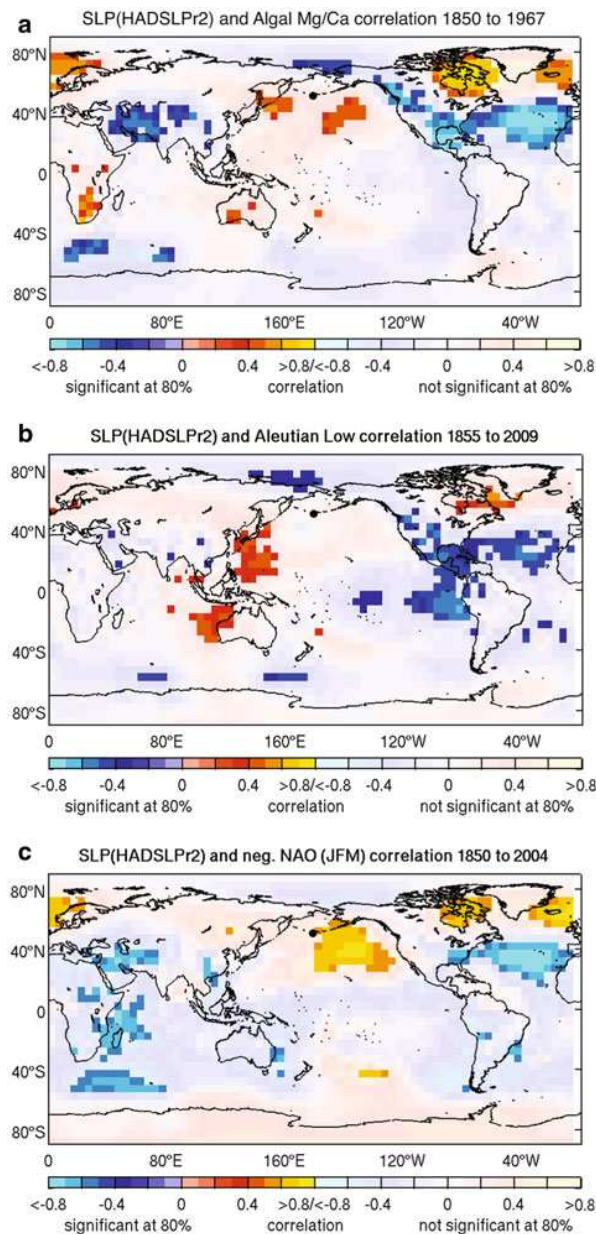 a
SLP(HADSLPr2) and Algal Mg/Ca correlation 1850 to 1967
80°N
40°N
0
40°S
80°S
0 80°E 160°E 120°W 40°W
<-0.8 -0.4 0 0.4 >0.8/<-0.8 -0.4 0 0.4 >0.8
significant at 80% correlation not significant at 80%
b
SLP(HADSLPr2) and Aleutian Low correlation 1855 to 2009
80°N
40°N
0
40°S
80°S
0 80°E 160°E 120°W 40°W
<-0.8 -0.4 0 0.4 >0.8/<-0.8 -0.4 0 0.4 >0.8
significant at 80% correlation not significant at 80%
c
SLP(HADSLPr2) and neg. NAO (JFM) correlation 1850 to 2004
80°N
40°N
0
40°S
80°S
0 80°E 160°E 120°W 40°W
<-0.8 -0.4 0 0.4 >0.8/<-0.8 -0.4 0 0.4 >0.8
significant at 80% correlation not significant at 80%